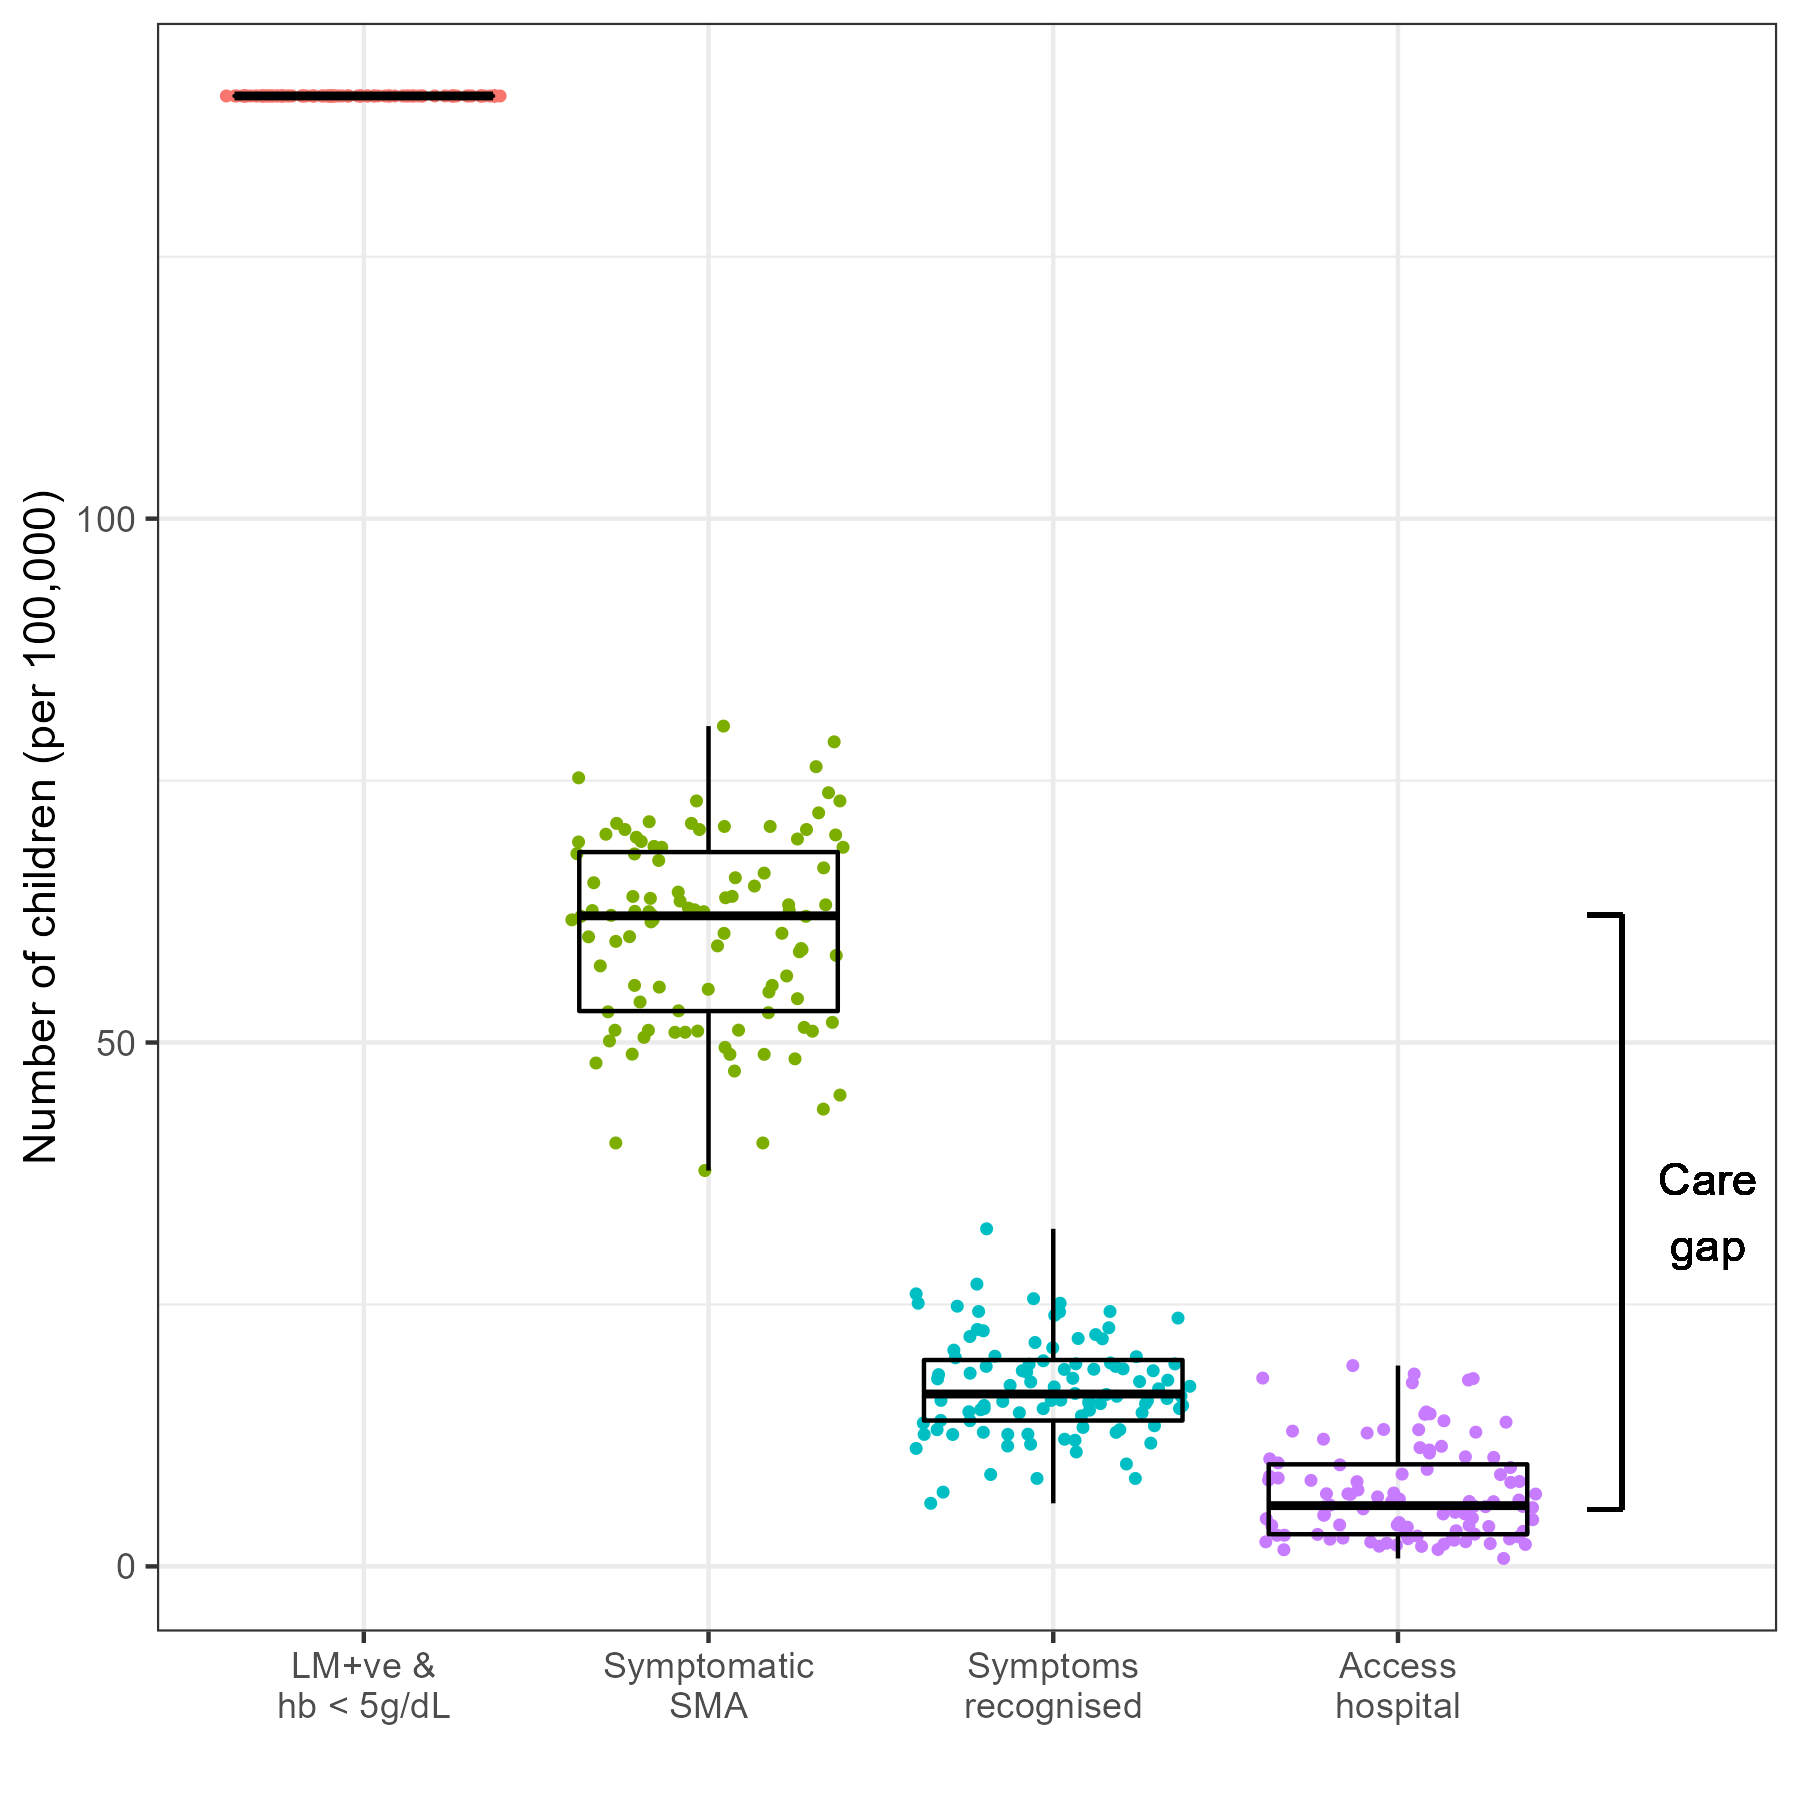 Number of children (per 100,000)
100
50
0
Care
gap
LM+ve &
hb < 5g/dL
Symptomatic
SMA
Symptoms
recognised
Access
hospital